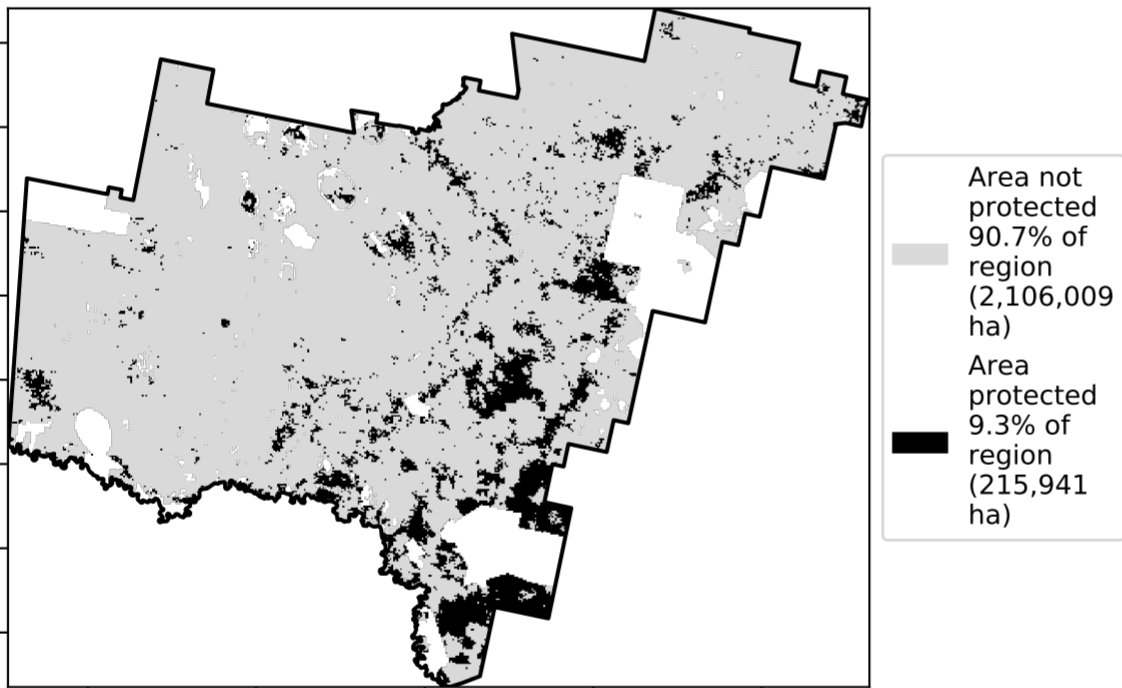 Area not
protected
90.7% of
region
(2,106,009
ha)
Area
protected
9.3% of
region
(215,941
ha)